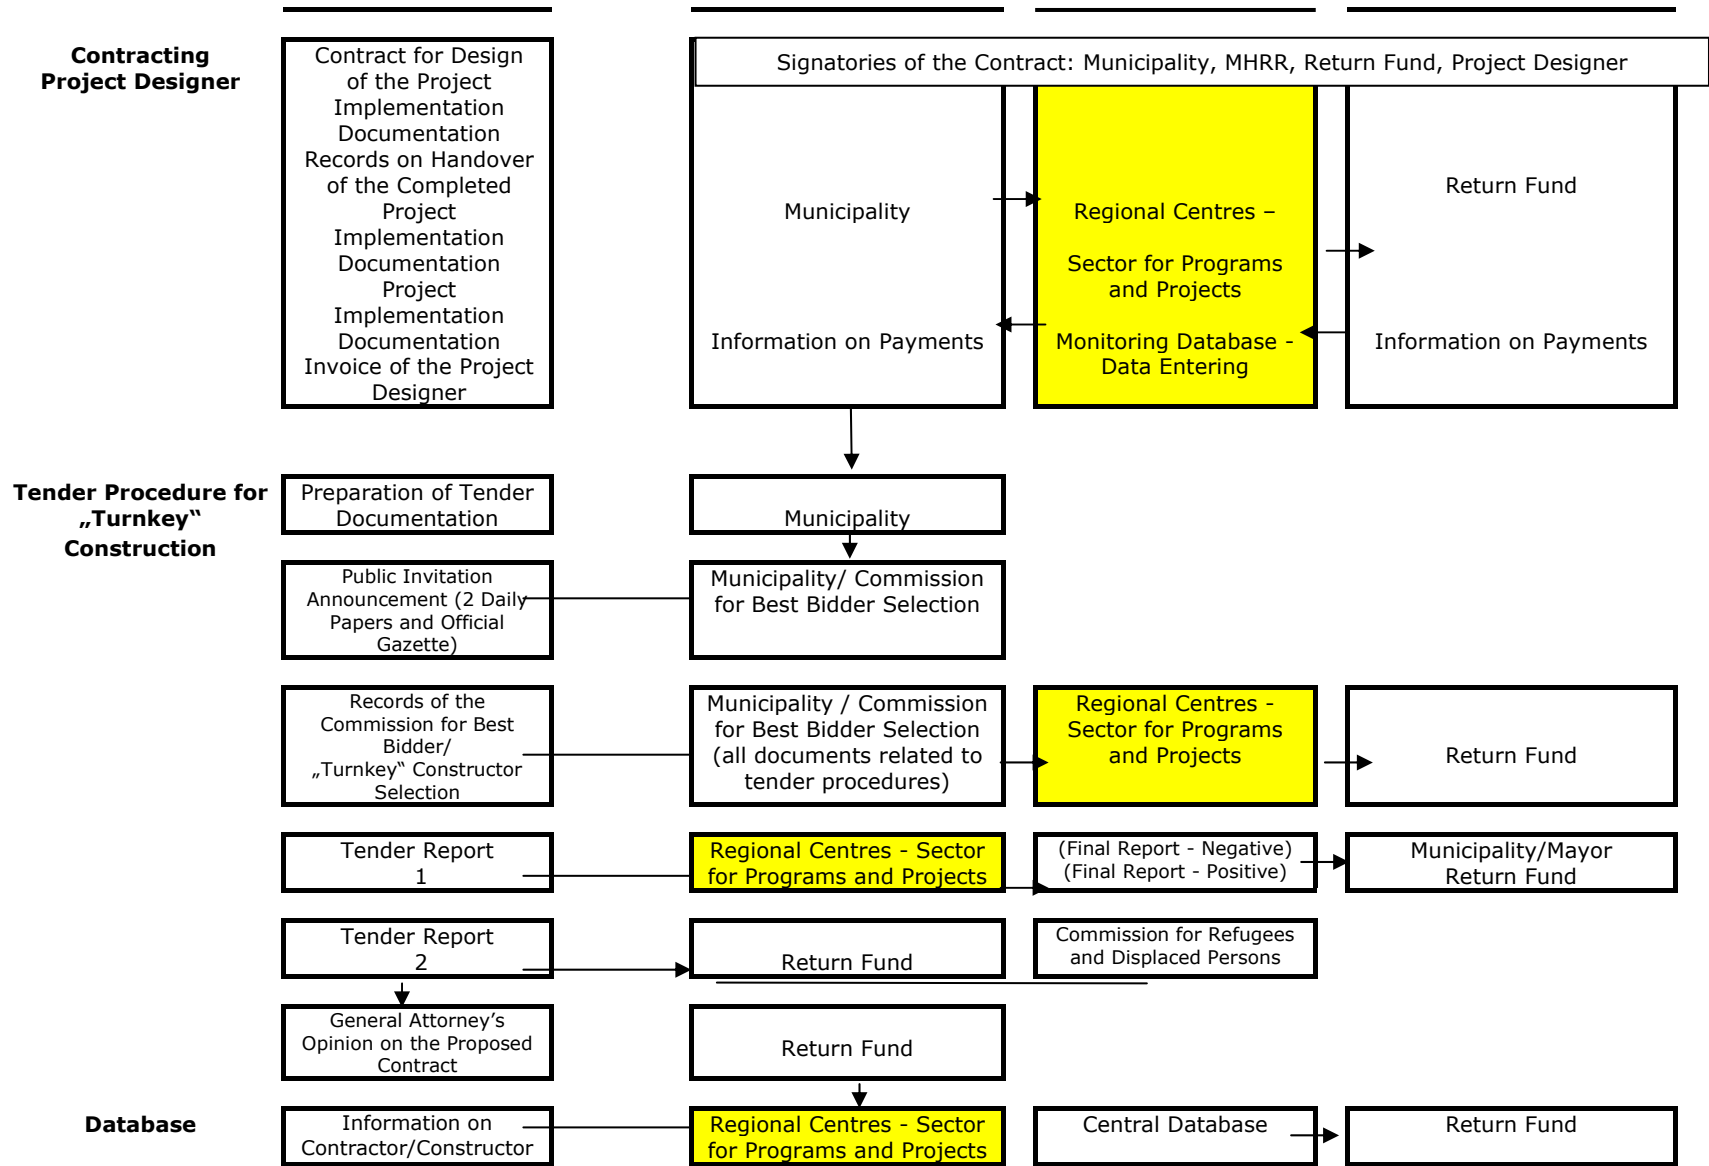 Contracting
Project Designer
Contract for Design
of the Project
Implementation
Documentation
Records on Handover
of the Completed
Project
Implementation
Documentation
Project
Implementation
Documentation
Invoice of the Project
Designer
Signatories of the Contract: Municipality, MHRR, Return Fund, Project Designer
Municipality
Information on Payments
Regional Centres –
Sector for Programs
and Projects
Monitoring Database -
Data Entering
Return Fund
Information on Payments
Tender Procedure for
„Turnkey“
Construction
Preparation of Tender
Documentation
Municipality
Public Invitation
Announcement (2 Daily
Papers and Official
Gazette)
Municipality/ Commission
for Best Bidder Selection
Records of the
Commission for Best
Bidder/
„Turnkey“ Constructor
Selection
Municipality / Commission
for Best Bidder Selection
(all documents related to
tender procedures)
Regional Centres -
Sector for Programs
and Projects
Return Fund
Tender Report
1
Regional Centres - Sector
for Programs and Projects
(Final Report - Negative)
(Final Report - Positive)
Municipality/Mayor
Return Fund
Tender Report
2
Return Fund
Commission for Refugees
and Displaced Persons
General Attorney’s
Opinion on the Proposed
Contract
Return Fund
Database
Information on
Contractor/Constructor
Regional Centres - Sector
for Programs and Projects
Central Database
Return Fund